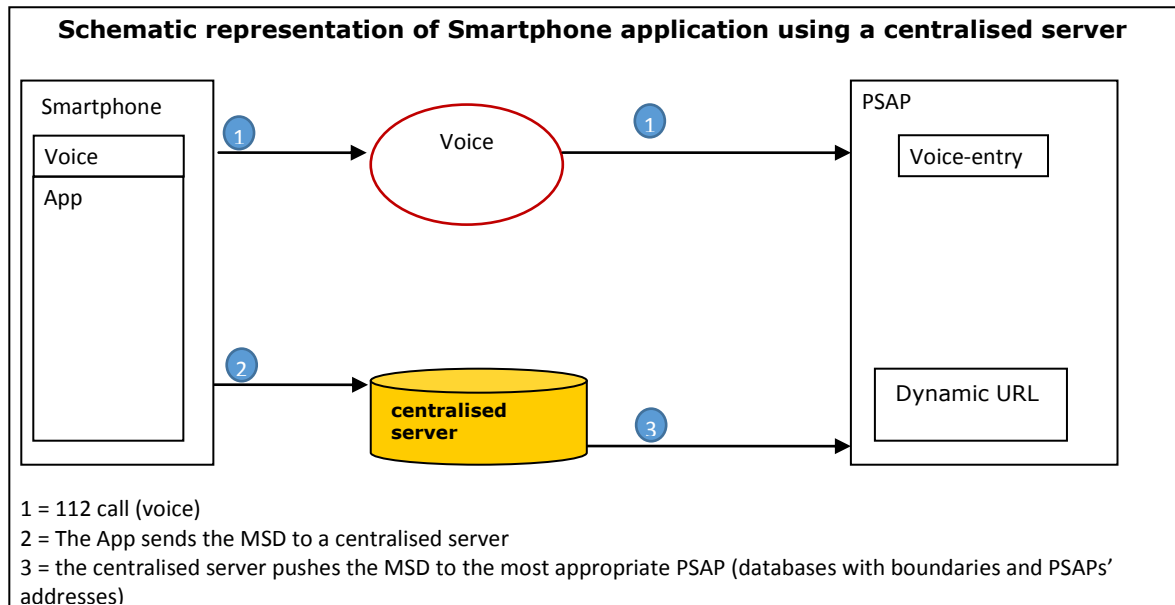 Schematic representation of Smartphone application using a centralised server
Smartphone
Voice
App
1
Voice
1
PSAP
Voice-entry
2
centralised
server
3
Dynamic URL
1 = 112 call (voice)
2 = The App sends the MSD to a centralised server
3 = the centralised server pushes the MSD to the most appropriate PSAP (databases with boundaries and PSAPs’
addresses)